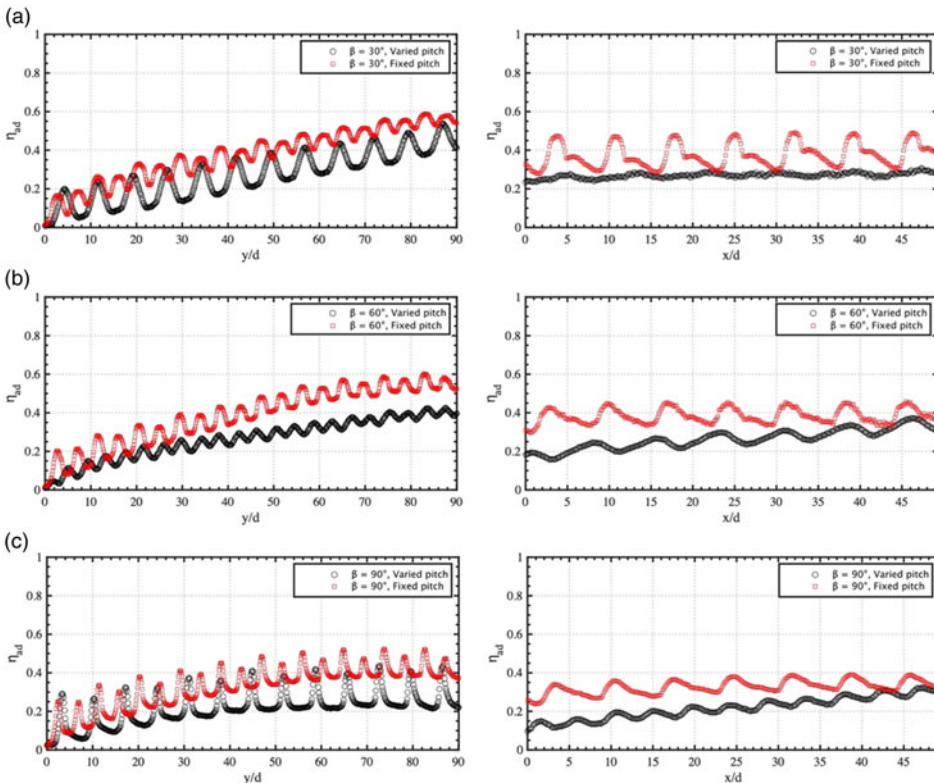 (a)
1
0.8
0.6
0.4
0.2
0
η_ad
β = 30°, Varied pitch
β = 30°, Fixed pitch
0 10 20 30 40 50 60 70 80 90
y/d
1
0.8
0.6
0.4
0.2
0
η_ad
β = 30°, Varied pitch
β = 30°, Fixed pitch
0 5 10 15 20 25 30 35 40 45
x/d
(b)
1
0.8
0.6
0.4
0.2
0
η_ad
β = 60°, Varied pitch
β = 60°, Fixed pitch
0 10 20 30 40 50 60 70 80 90
y/d
1
0.8
0.6
0.4
0.2
0
η_ad
β = 60°, Varied pitch
β = 60°, Fixed pitch
0 5 10 15 20 25 30 35 40 45
x/d
(c)
1
0.8
0.6
0.4
0.2
0
η_ad
β = 90°, Varied pitch
β = 90°, Fixed pitch
0 10 20 30 40 50 60 70 80 90
y/d
1
0.8
0.6
0.4
0.2
0
η_ad
β = 90°, Varied pitch
β = 90°, Fixed pitch
0 5 10 15 20 25 30 35 40 45
x/d